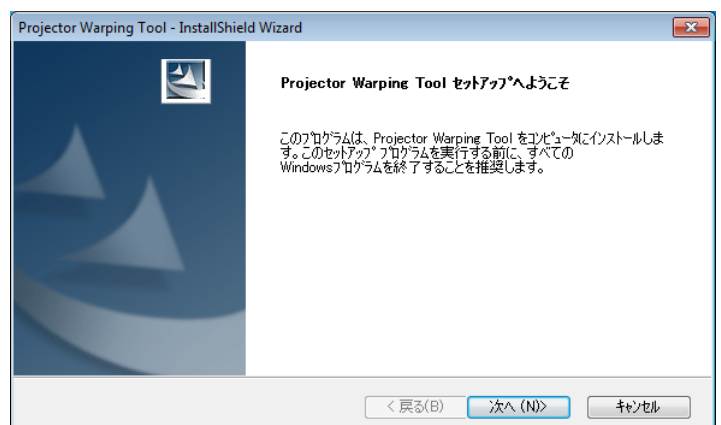 Projector Warping Tool - InstallShield Wizard
Projector Warping Tool ｾｯﾄｱｯﾌﾟへようこそ
このﾌﾟﾛｸﾞﾗﾑは、Projector Warping Tool をｺﾝﾋﾟｭｰﾀにインストールしま
す。このｾｯﾄｱｯﾌﾟ ﾌﾟﾛｸﾞﾗﾑを実行する前に、すべての
Windowsﾌﾟﾛｸﾞﾗﾑを終了することを推奨します。
< 戻る(B)
次へ (N)>
ｷｬﾝｾﾙ